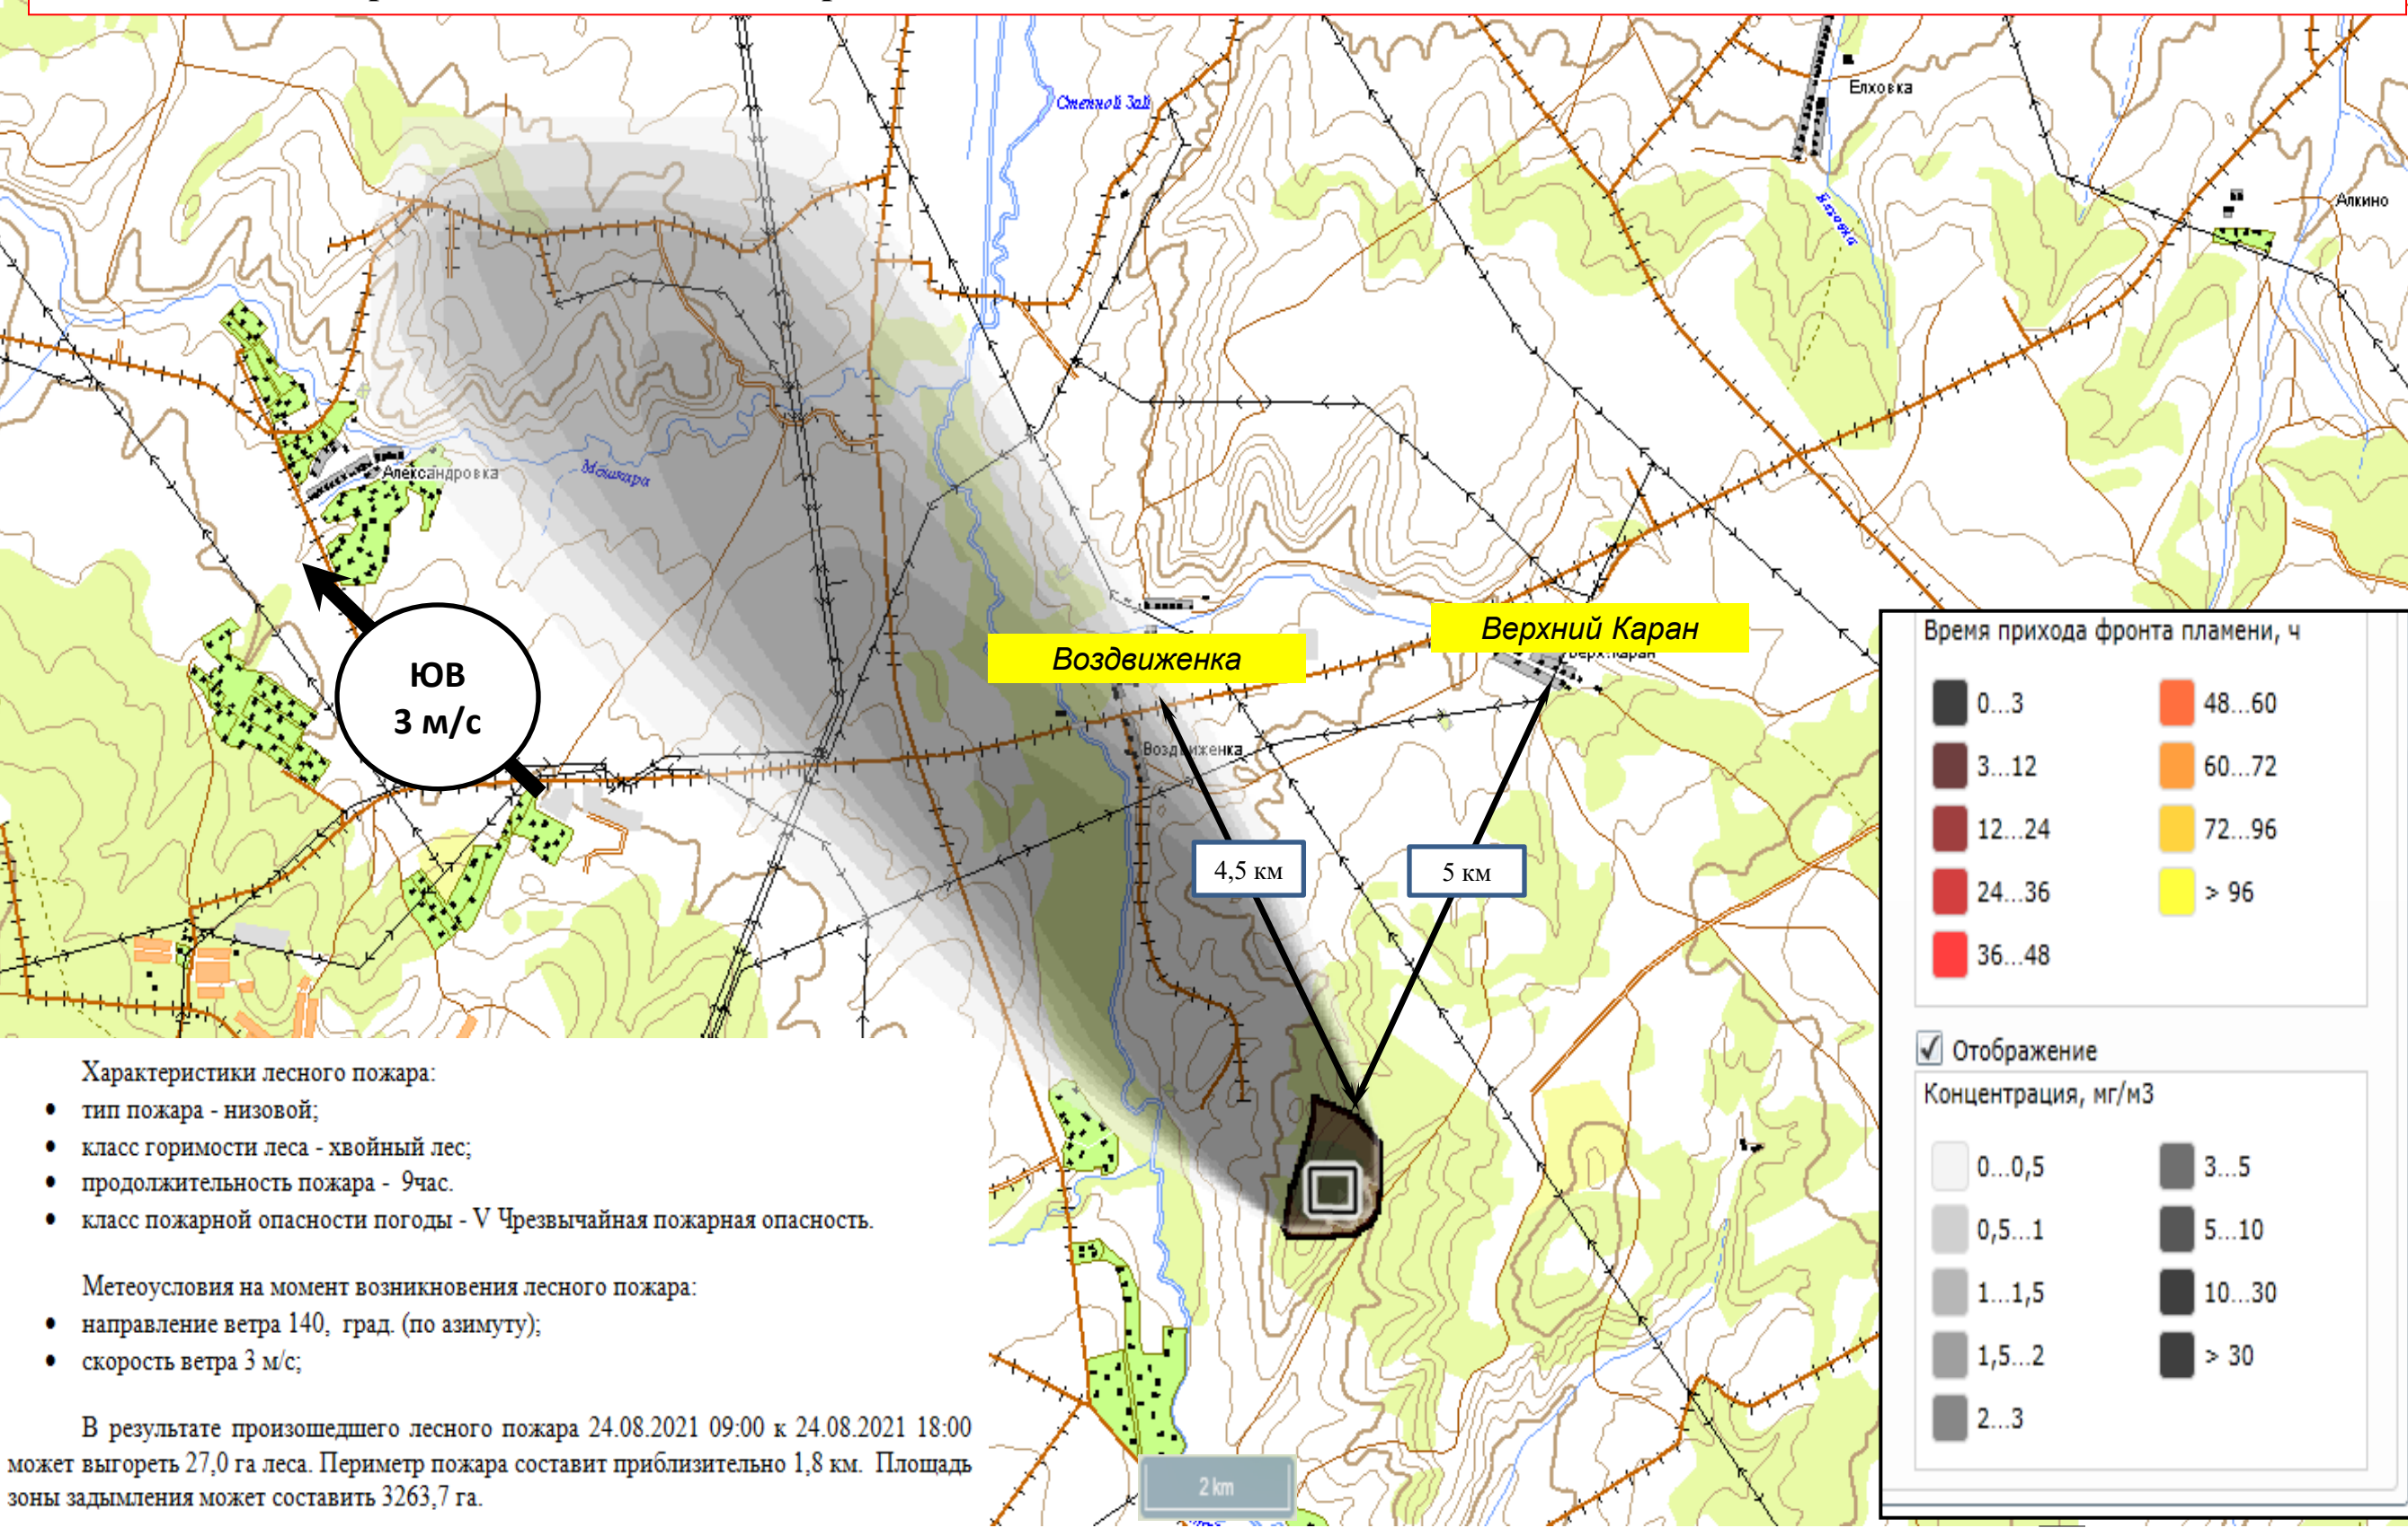 Степной Зай
Елховка
Елховка
Алкино
Александровка
Мошкара
ЮВ
3 м/с
Воздвиженка
Верхний Каран
Верх.Каран
Воздвиженка
4,5 км
5 км
Время прихода фронта пламени, ч
0...3
48...60
3...12
60...72
12...24
72...96
24...36
> 96
36...48
Отображение
Концентрация, мг/м3
0...0,5
3...5
0,5...1
5...10
1...1,5
10...30
1,5...2
> 30
2...3
Характеристики лесного пожара:
• тип пожара - низовой;
• класс горимости леса - хвойный лес;
• продолжительность пожара - 9час.
• класс пожарной опасности погоды - V Чрезвычайная пожарная опасность.
Метеоусловия на момент возникновения лесного пожара:
• направление ветра 140, град. (по азимуту);
• скорость ветра 3 м/с;
В результате произошедшего лесного пожара 24.08.2021 09:00 к 24.08.2021 18:00
может выгореть 27,0 га леса. Периметр пожара составит приблизительно 1,8 км. Площадь
зоны задымления может составить 3263,7 га.
2 km